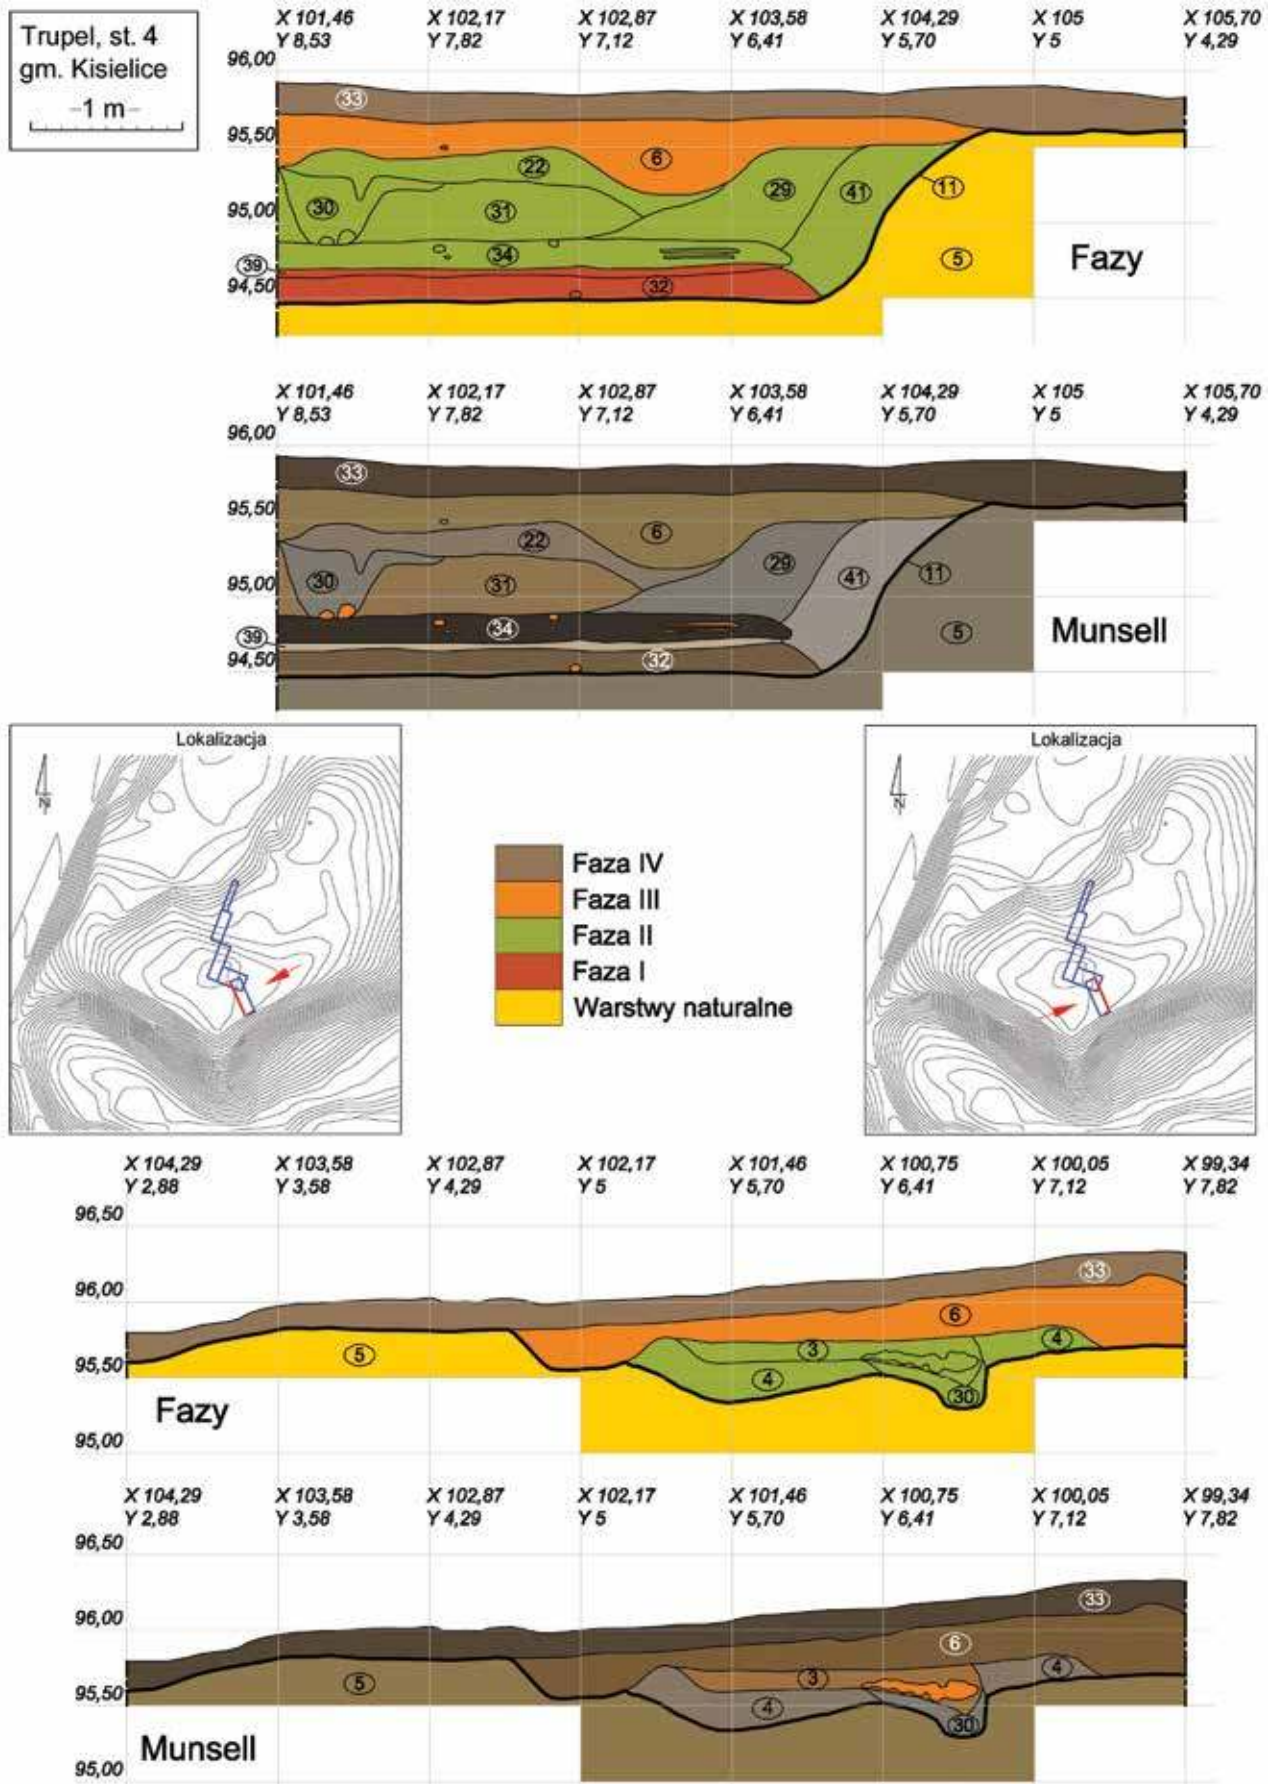 Trupel, st. 4
gm. Kisielice
1 m
X 101,46 X 102,17 X 102,87 X 103,58 X 104,29 X 105 X 105,70
Y 8,53 Y 7,82 Y 7,12 Y 6,41 Y 5,70 Y 5 Y 4,29
96,00
33
95,50
6
22
11
29
41
30
31
95,00
34
5
Fazy
39
94,50
32
X 101,46 X 102,17 X 102,87 X 103,58 X 104,29 X 105 X 105,70
Y 8,53 Y 7,82 Y 7,12 Y 6,41 Y 5,70 Y 5 Y 4,29
96,00
33
95,50
6
22
29
11
41
30
31
95,00
34
5
Munsell
39
94,50
32
Lokalizacja
N
Lokalizacja
N
Faza IV
Faza III
Faza II
Faza I
Warstwy naturalne
X 104,29 X 103,58 X 102,87 X 102,17 X 101,46 X 100,75 X 100,05 X 99,34
Y 2,88 Y 3,58 Y 4,29 Y 5 Y 5,70 Y 6,41 Y 7,12 Y 7,82
96,50
33
96,00
6
4
3
5
95,50
4
30
Fazy
95,00
X 104,29 X 103,58 X 102,87 X 102,17 X 101,46 X 100,75 X 100,05 X 99,34
Y 2,88 Y 3,58 Y 4,29 Y 5 Y 5,70 Y 6,41 Y 7,12 Y 7,82
96,50
33
96,00
6
4
3
5
95,50
4
30
Munsell
95,00